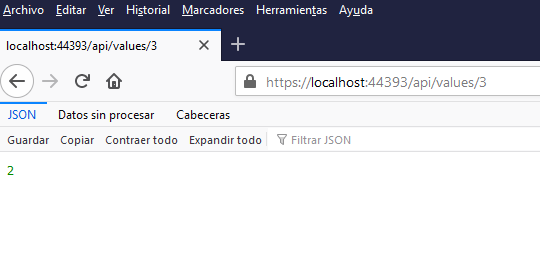 Archivo Editar Ver Historial Marcadores Herramientas Ayuda
localhost:44393/api/values/3
https://localhost:44393/api/values/3
JSON Datos sin procesar Cabeceras
Guardar Copiar Contraer todo Expandir todo Filtrar JSON
2